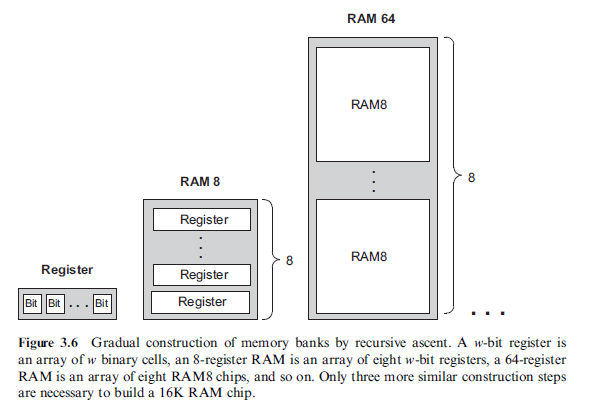 RAM 64
RAM8
RAM 8
Register
8
Register
Register
Bit Bit ... Bit
Register
RAM8
8
...
Figure 3.6 Gradual construction of memory banks by recursive ascent. A w-bit register is
an array of w binary cells, an 8-register RAM is an array of eight w-bit registers, a 64-register
RAM is an array of eight RAM8 chips, and so on. Only three more similar construction steps
are necessary to build a 16K RAM chip.